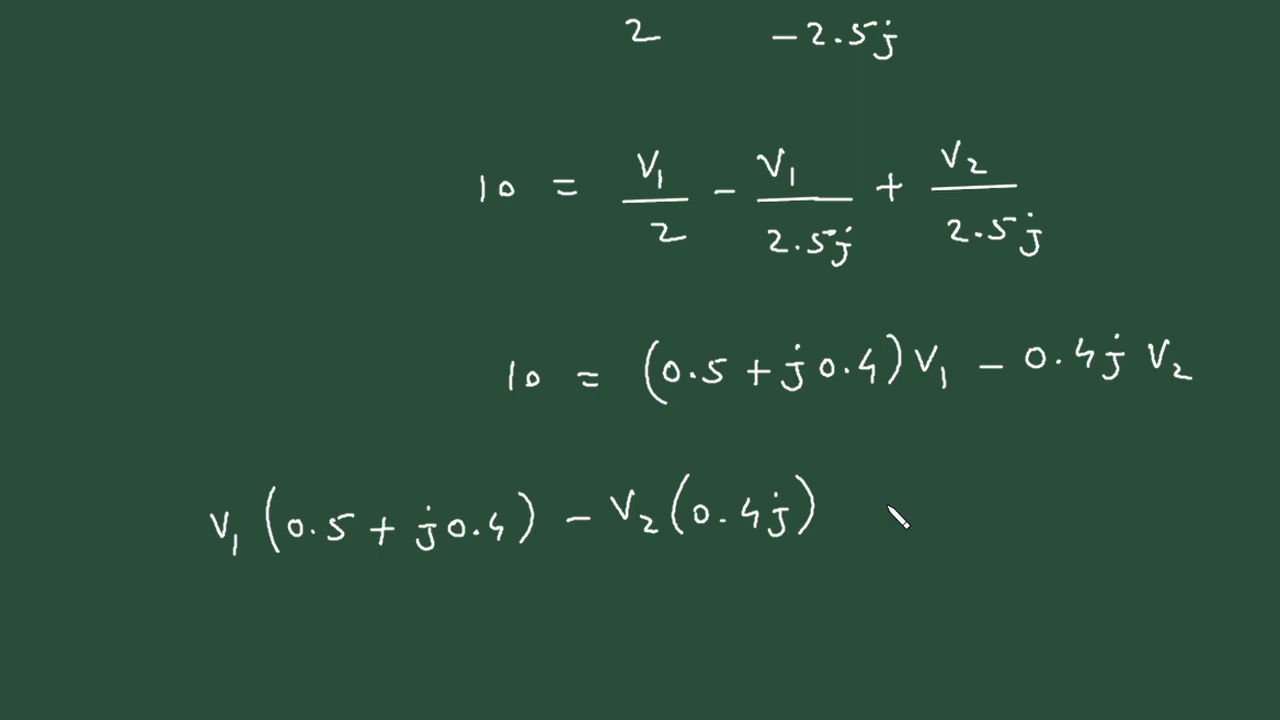 2 -2.5j
10 = V₁/2 - V₁/2.5j + V₂/2.5j
10 = (0.5 + j0.4)V₁ - 0.4j V₂
V₁(0.5 + j0.4) - V₂(0.4j)